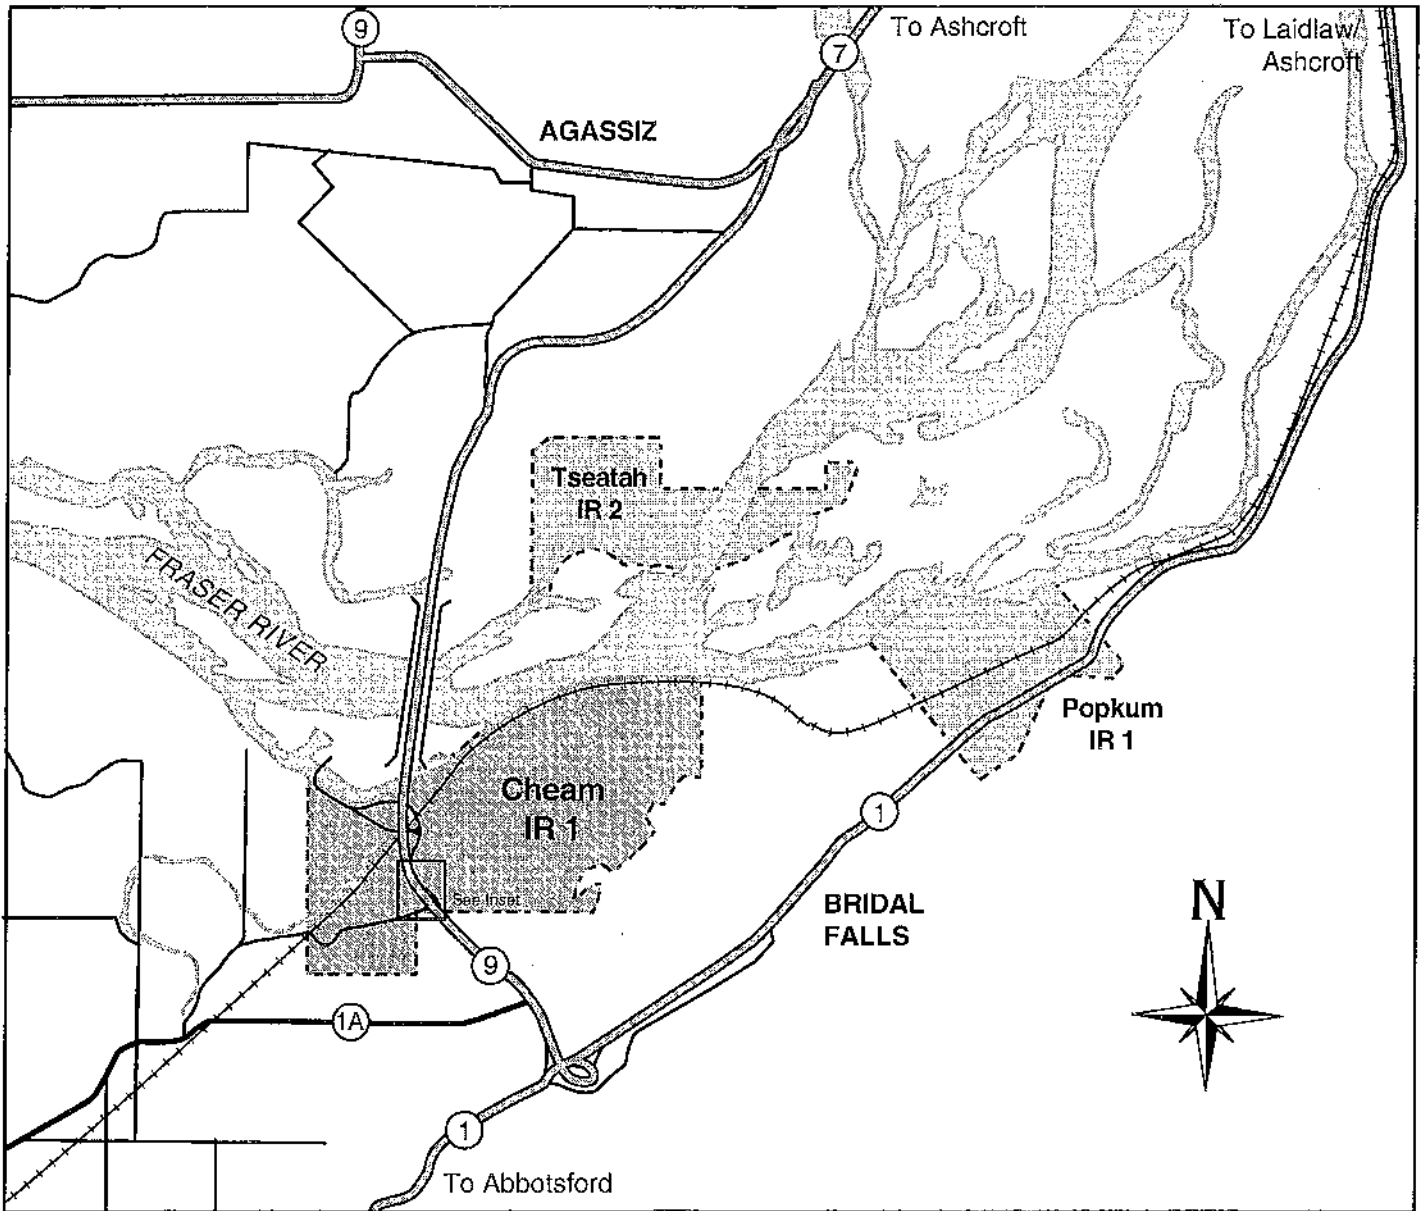 9
7
To Ashcroft
To Laidlaw/
Ashcroft
AGASSIZ
Tseatah
IR 2
FRASER RIVER
Popkum
IR 1
Cheam
IR 1
1
See Inset
BRIDAL
FALLS
N
9
1A
1
To Abbotsford